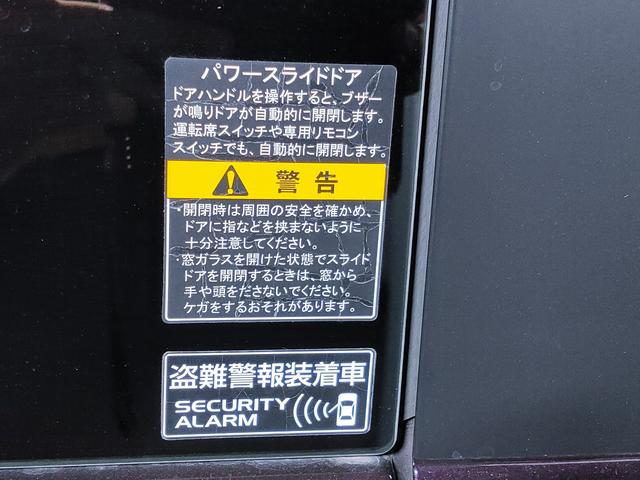 パワースライドドア
ドアハンドルを操作すると、ブザー
が鳴りドアが自動的に開閉します。
運転席スイッチや専用リモコン
スイッチでも、自動的に開閉します。
警告
・開閉時は周囲の安全を確かめ、
ドアに指などを挟まないように
十分注意してください。
・窓ガラスを開けた状態でスライド
ドアを開閉するときは、窓から
手や頭をださないでください。
ケガをするおそれがあります。
盗難警報装着車
SECURITY
ALARM